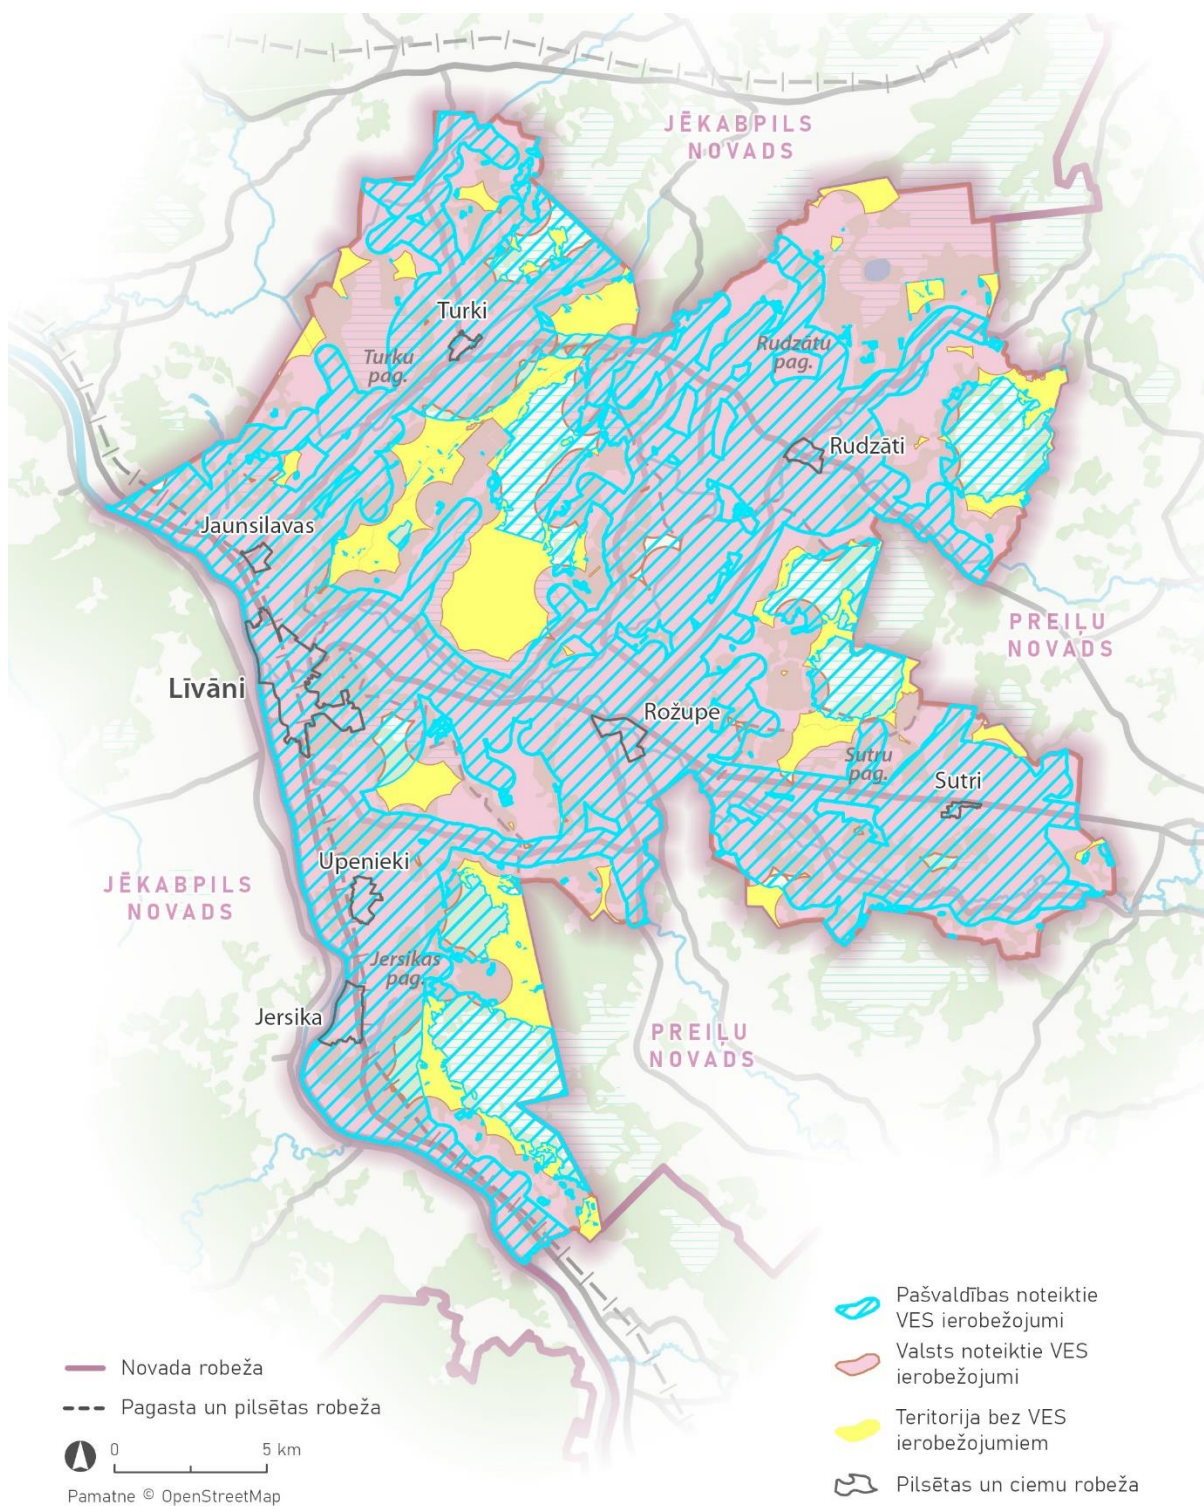 JĒKABPILS
NOVADS
Turki
Turku
pag.
Rudzātu
pag.
Rudzāti
Jaunsilavas
PREIĻU
NOVADS
Līvāni
Rožupe
Sutru
pag.
Sutri
Upenieki
JĒKABPILS
NOVADS
Jersikas
pag.
Jersika
PREIĻU
NOVADS
Pašvaldības noteiktie
VES ierobežojumi
Valsts noteiktie VES
ierobežojumi
Teritorija bez VES
ierobežojumiem
Pilsētas un ciemu robeža
Novada robeža
Pagasta un pilsētas robeža
0 5 km
Pamatne © OpenStreetMap